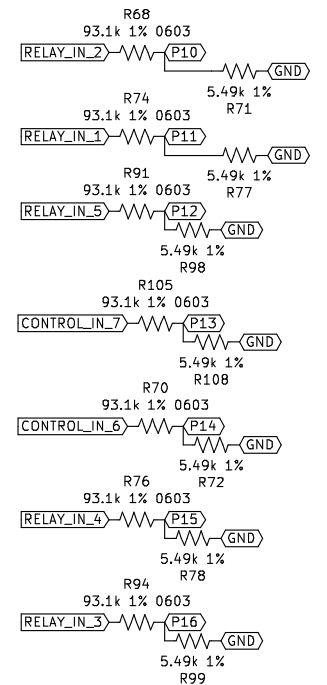 R68
93.1k 1% 0603
RELAY_IN_2 P10
GND
5.49k 1%
R71
R74
93.1k 1% 0603
RELAY_IN_1 P11
GND
5.49k 1%
R77
R91
93.1k 1% 0603
RELAY_IN_5 P12
GND
5.49k 1%
R98
R105
93.1k 1% 0603
CONTROL_IN_7 P13
GND
5.49k 1%
R108
R70
93.1k 1% 0603
CONTROL_IN_6 P14
GND
5.49k 1%
R72
R76
93.1k 1% 0603
RELAY_IN_4 P15
GND
5.49k 1%
R78
R94
93.1k 1% 0603
RELAY_IN_3 P16
GND
5.49k 1%
R99